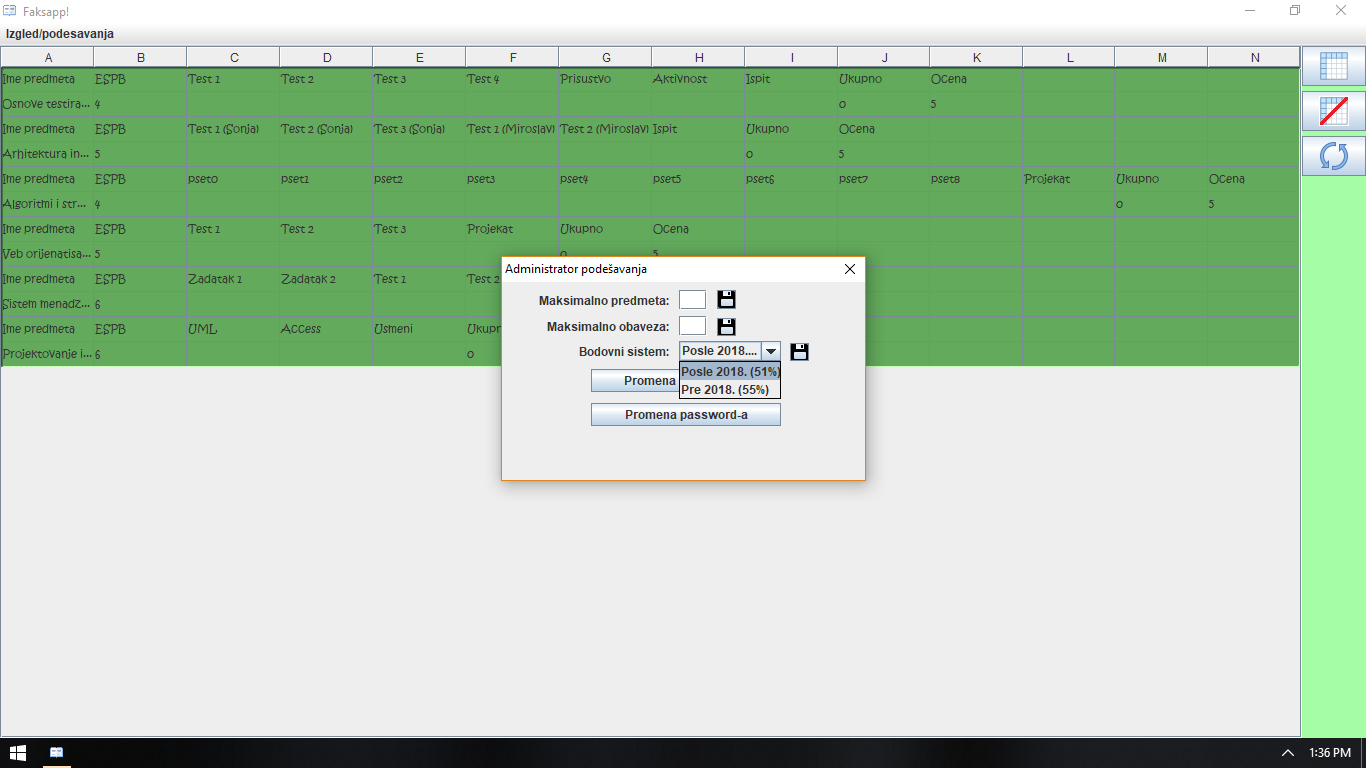 Faksapp!
Izgled/podesavanja
A B C D E F G H I J K L M N
Ime predmeta ESPB Test 1 Test 2 Test 3 Test 4 Prisustvo Aktivnost Ispit Ukupno Ocena
Osnove testira... 4 0 5
Ime predmeta ESPB Test 1 (Sonja) Test 2 (Sonja) Test 3 (Sonja) Test 1 (Miroslav) Test 2 (Miroslav) Ispit Ukupno Ocena
Arhitektura in... 5 0 5
Ime predmeta ESPB pset0 pset1 pset2 pset3 pset4 pset5 pset6 pset7 pset8 Projekat Ukupno Ocena
Algoritmi i str... 4 0 5
Ime predmeta ESPB Test 1 Test 2 Test 3 Projekat Ukupno Ocena
Veb orijentisa... 5 0 5
Ime predmeta ESPB Zadatak 1 Zadatak 2 Test 1 Test 2
Sistem menadz... 6
Ime predmeta ESPB UML Access Usmeni Ukupn
Projektovanje i... 6 0
Administrator podešavanja
Maksimalno predmeta:
Maksimalno obaveza:
Bodovni sistem: Posle 2018....
Posle 2018. (51%)
Pre 2018. (55%)
Promena
Promena password-a
1:36 PM